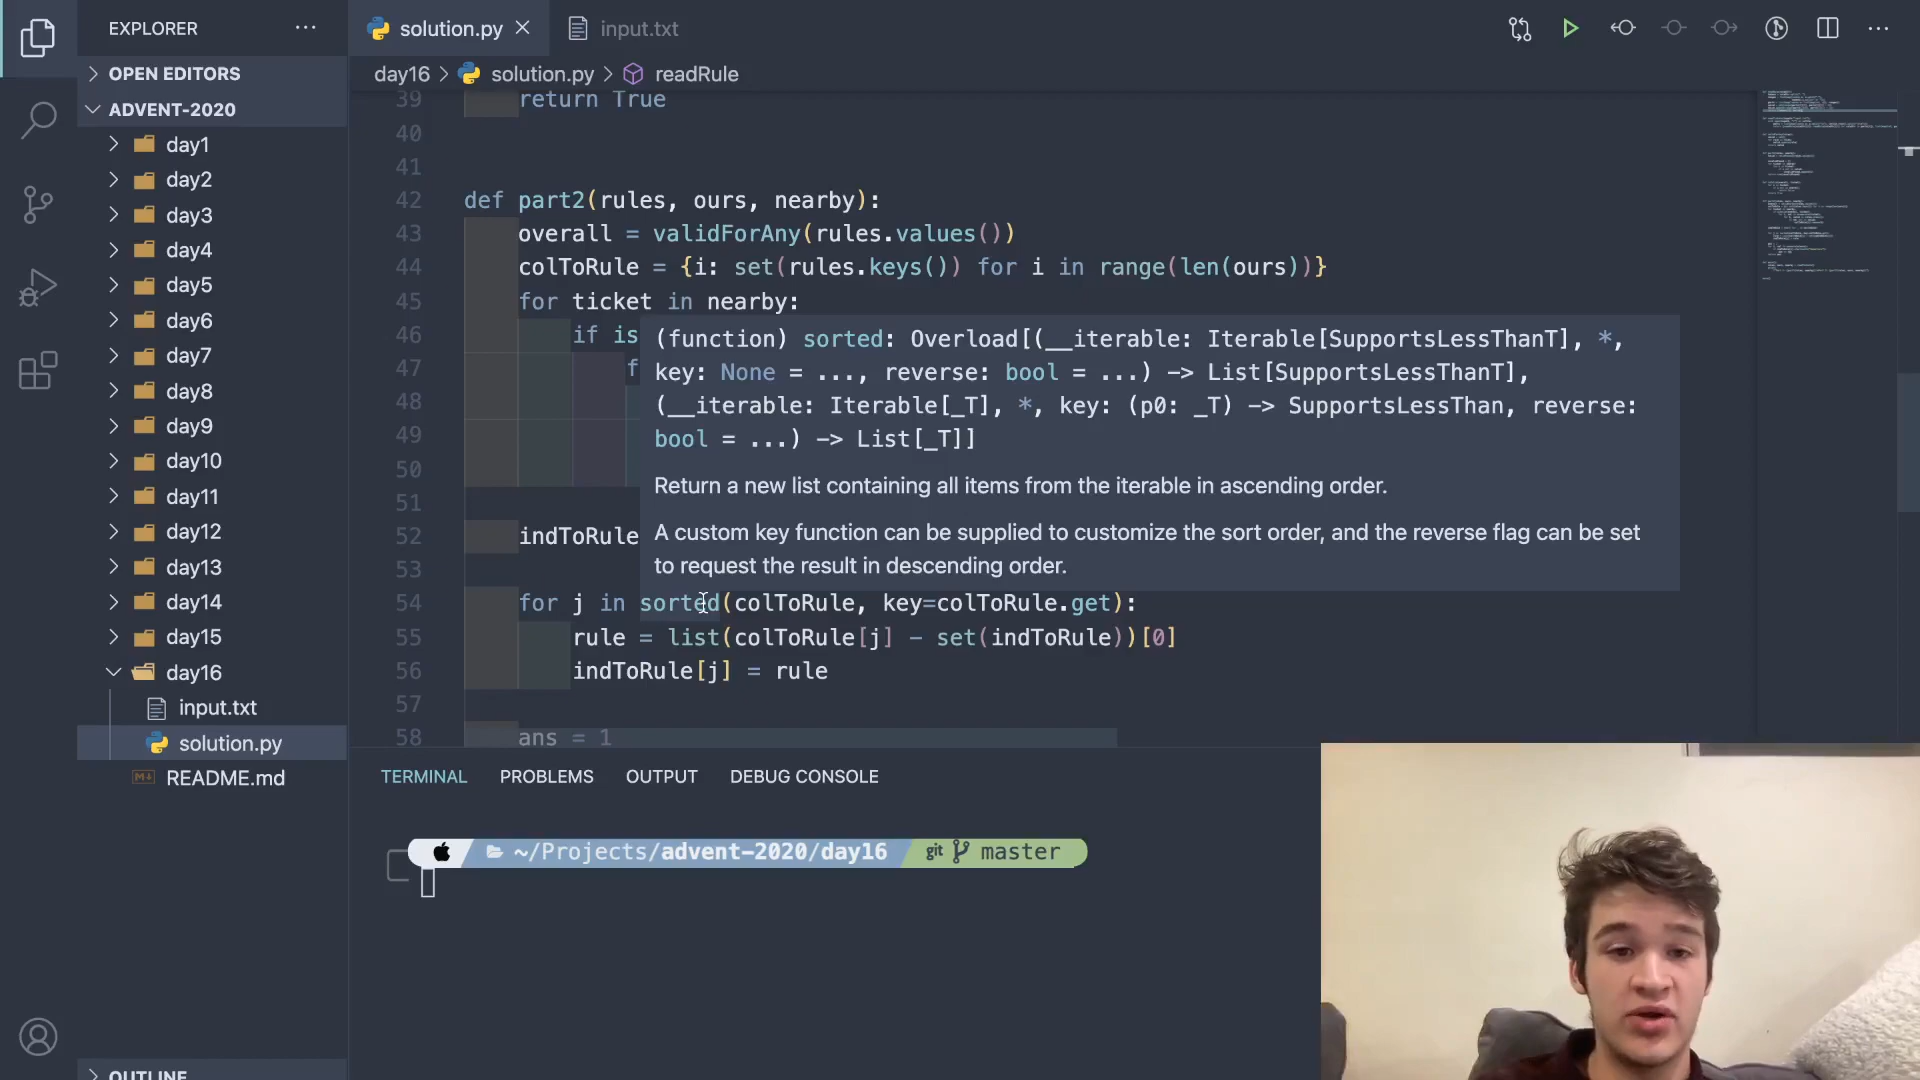 EXPLORER
solution.py
input.txt
OPEN EDITORS
day16
solution.py
readRule
ADVENT-2020
day1
day2
day3
day4
day5
day6
day7
day8
day9
day10
day11
day12
day13
day14
day15
day16
input.txt
solution.py
README.md
OUTLINE
39 return True
40
41
42 def part2(rules, ours, nearby):
43 overall = validForAny(rules.values())
44 colToRule = {i: set(rules.keys()) for i in range(len(ours))}
45 for ticket in nearby:
46 if is
47 f
48
49
50
51
52 indToRule
53
54 for j in sorted(colToRule, key=colToRule.get):
55 rule = list(colToRule[j] - set(indToRule))[0]
56 indToRule[j] = rule
57
58 ans = 1
(function) sorted: Overload[(__iterable: Iterable[SupportsLessThanT], *,
key: None = ..., reverse: bool = ...) -> List[SupportsLessThanT],
(__iterable: Iterable[_T], *, key: (p0: _T) -> SupportsLessThan, reverse:
bool = ...) -> List[_T]]
Return a new list containing all items from the iterable in ascending order.
A custom key function can be supplied to customize the sort order, and the reverse flag can be set
to request the result in descending order.
TERMINAL PROBLEMS OUTPUT DEBUG CONSOLE
~/Projects/advent-2020/day16 git master